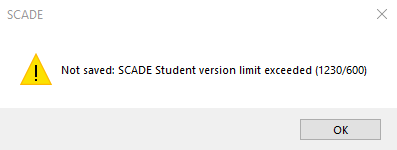 SCADE
Not saved: SCADE Student version limit exceeded (1230/600)
OK